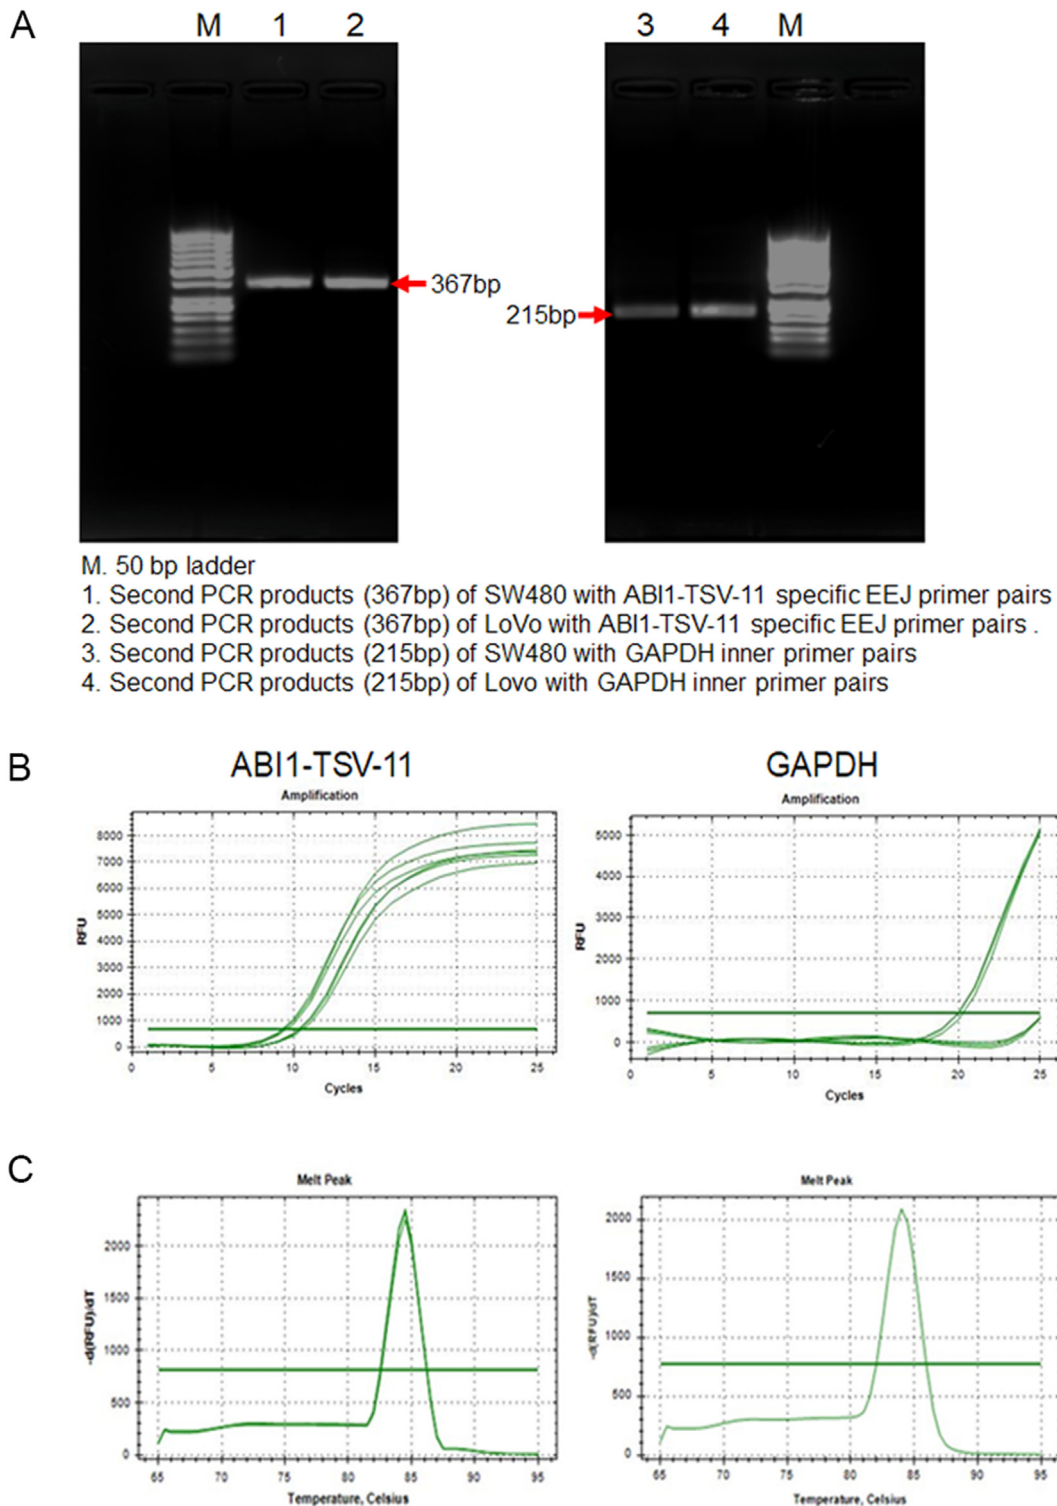 A
M 1 2
3 4 M
367bp
215bp
M. 50 bp ladder
1. Second PCR products (367bp) of SW480 with ABI1-TSV-11 specific EEJ primer pairs
2. Second PCR products (367bp) of LoVo with ABI1-TSV-11 specific EEJ primer pairs .
3. Second PCR products (215bp) of SW480 with GAPDH inner primer pairs
4. Second PCR products (215bp) of Lovo with GAPDH inner primer pairs
B
ABI1-TSV-11
Amplification
RFU
8000
7000
6000
5000
4000
3000
2000
1000
0
0 5 10 15 20 25
Cycles
GAPDH
Amplification
RFU
5000
4000
3000
2000
1000
0
0 5 10 15 20 25
Cycles
C
Melt Peak
-d(RFU)/dT
2000
1500
1000
500
0
65 70 75 80 85 90 95
Temperature, Celsius
Melt Peak
-d(RFU)/dT
2000
1500
1000
500
0
65 70 75 80 85 90 95
Temperature, Celsius